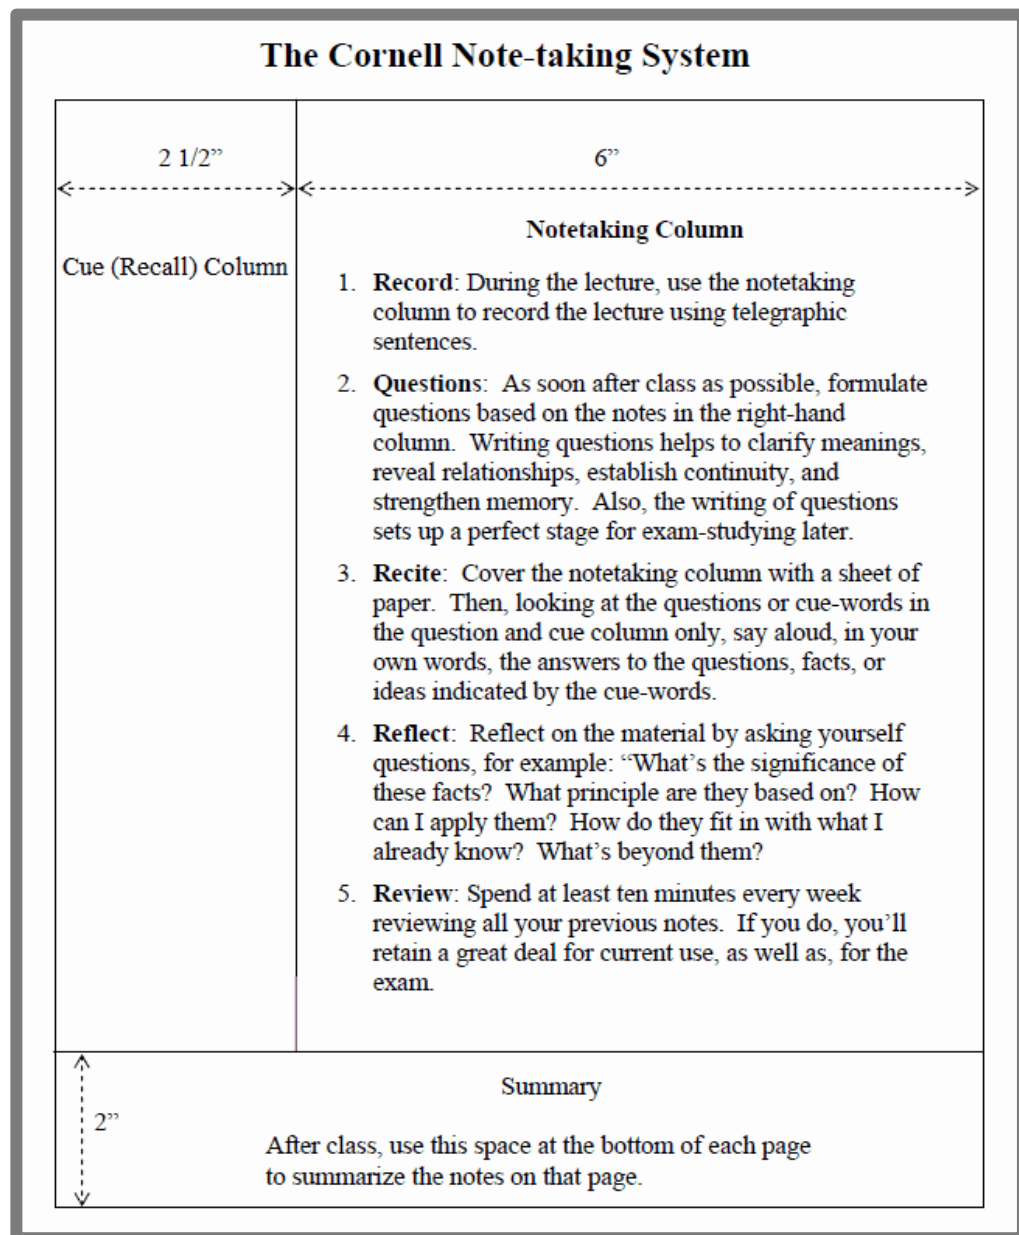 The Cornell Note-taking System
2 1/2”
6”
Cue (Recall) Column
Notetaking Column
1. Record: During the lecture, use the notetaking
column to record the lecture using telegraphic
sentences.
2. Questions:  As soon after class as possible, formulate
questions based on the notes in the right-hand
column.  Writing questions helps to clarify meanings,
reveal relationships, establish continuity, and
strengthen memory.  Also, the writing of questions
sets up a perfect stage for exam-studying later.
3. Recite:  Cover the notetaking column with a sheet of
paper.  Then, looking at the questions or cue-words in
the question and cue column only, say aloud, in your
own words, the answers to the questions, facts, or
ideas indicated by the cue-words.
4. Reflect:  Reflect on the material by asking yourself
questions, for example: “What’s the significance of
these facts?  What principle are they based on?  How
can I apply them?  How do they fit in with what I
already know?  What’s beyond them?
5. Review: Spend at least ten minutes every week
reviewing all your previous notes.  If you do, you’ll
retain a great deal for current use, as well as, for the
exam.
Summary
2”
After class, use this space at the bottom of each page
to summarize the notes on that page.